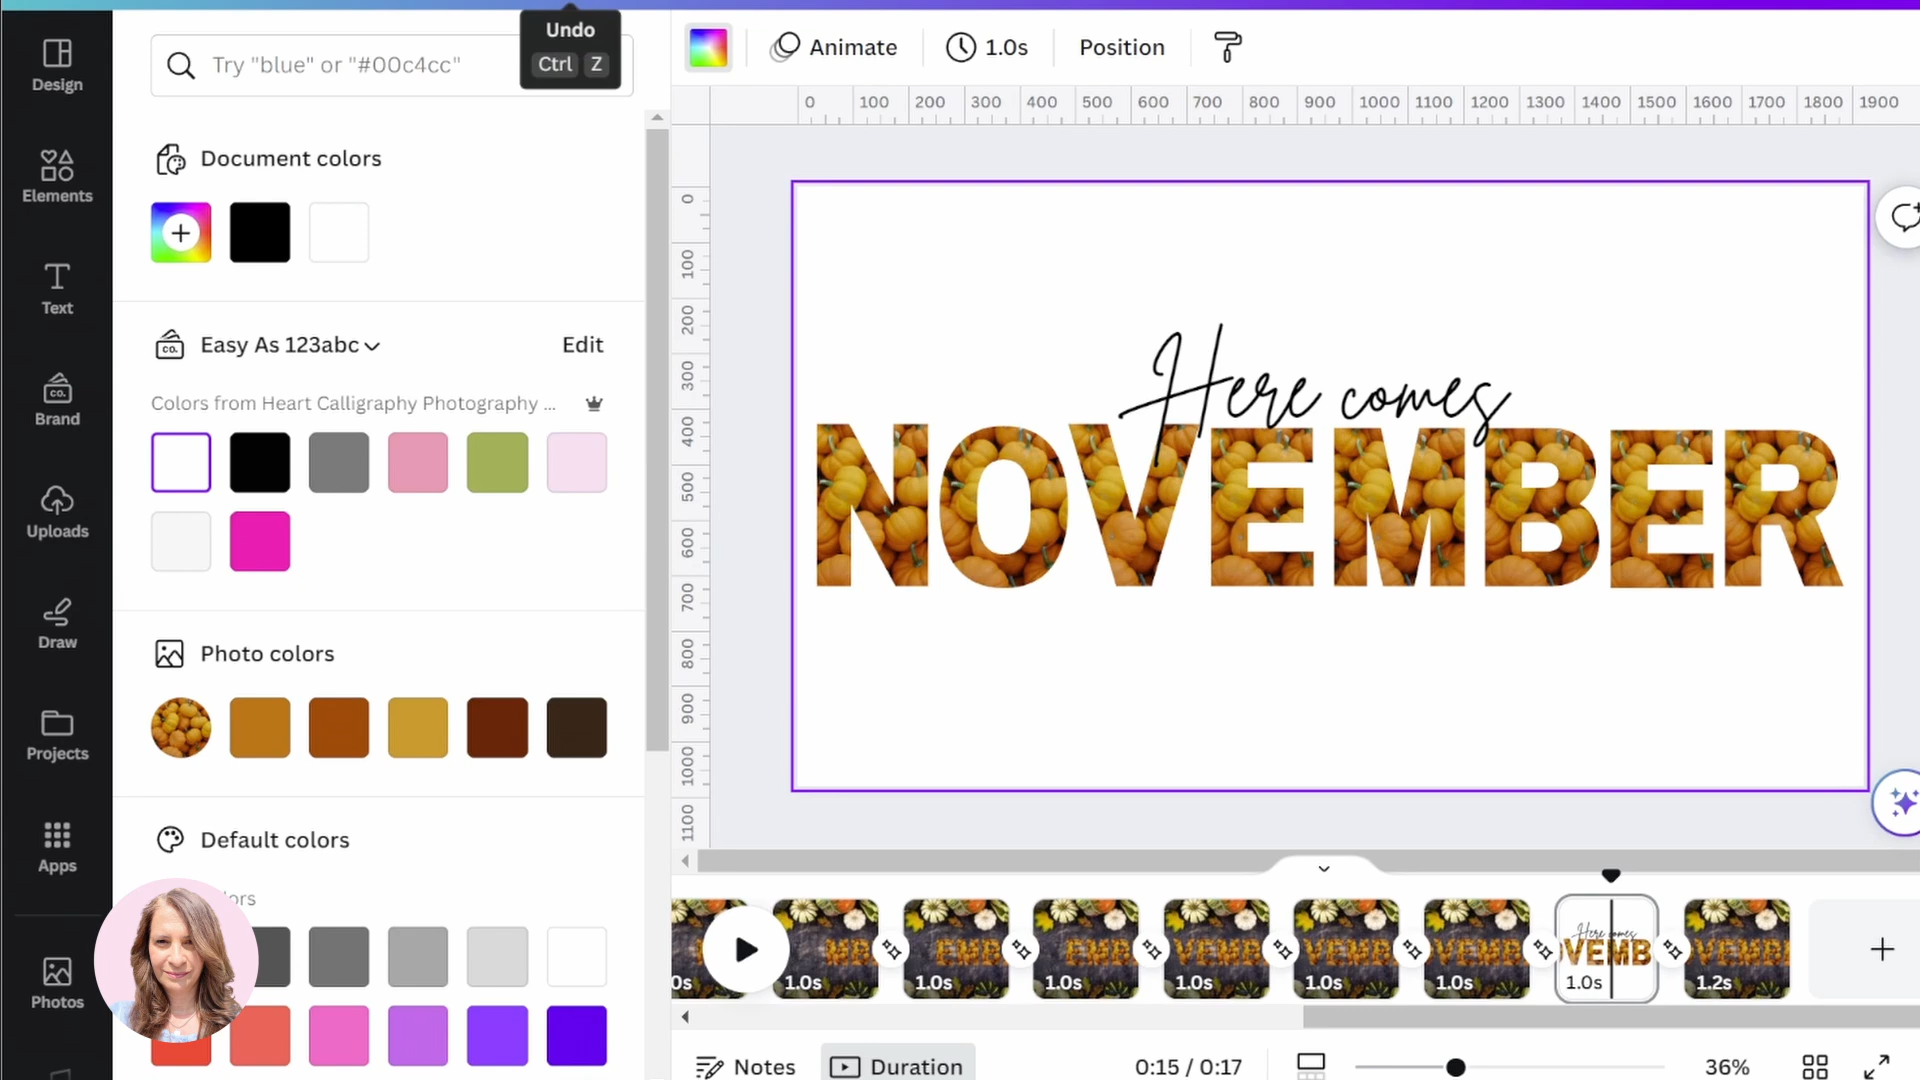 Undo
Ctrl Z
Design
Elements
Text
Brand
Uploads
Draw
Projects
Apps
Photos
Try "blue" or "#00c4cc"
Document colors
CO.
Easy As 123abc
Edit
Colors from Heart Calligraphy Photography ...
Photo colors
Default colors
Animate
1.0s
Position
0 100 200 300 400 500 600 700 800 900 1000 1100 1200 1300 1400 1500 1600 1700 1800 1900
0
100
200
300
400
500
600
700
800
900
1000
1100
Here comes
NOVEMBER
0s 1.0s 1.0s 1.0s 1.0s 1.0s 1.0s 1.0s 1.2s
Notes
Duration
0:15 / 0:17
36%